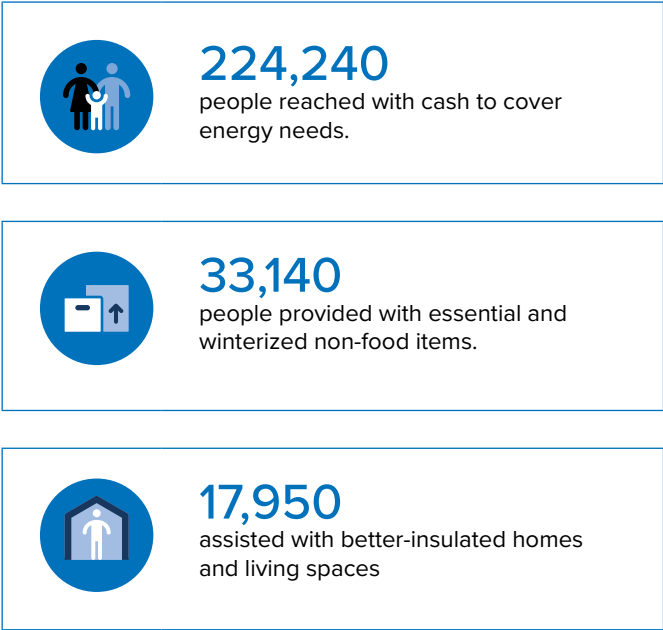 224,240
people reached with cash to cover
energy needs.
33,140
people provided with essential and
winterized non-food items.
17,950
assisted with better-insulated homes
and living spaces